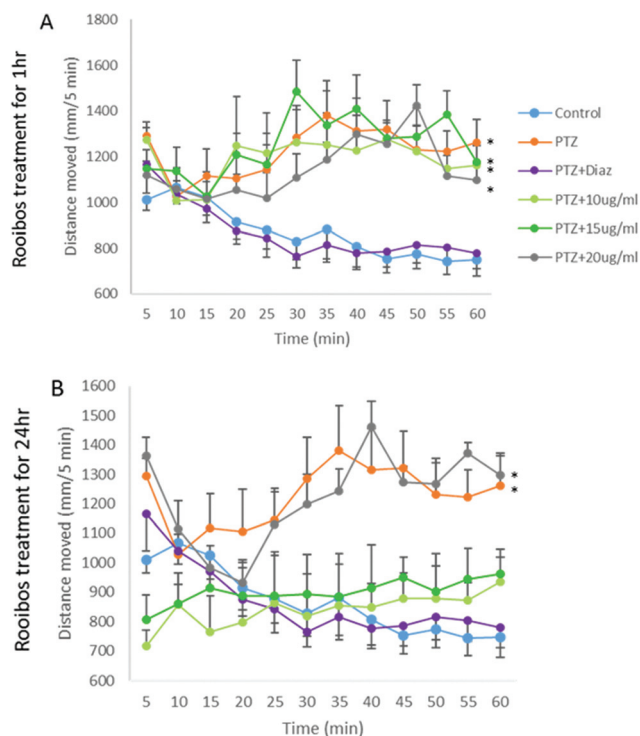 A
Rooibos treatment for 1hr
Distance moved (mm/5 min)
1800
1600
1400
1200
1000
800
600
5 10 15 20 25 30 35 40 45 50 55 60
Time (min)
Control
PTZ
PTZ+Diaz
PTZ+10ug/ml
PTZ+15ug/ml
PTZ+20ug/ml
*
*
*
*
B
Rooibos treatment for 24hr
Distance moved (mm/5 min)
1600
1500
1400
1300
1200
1100
1000
900
800
700
600
5 10 15 20 25 30 35 40 45 50 55 60
Time (min)
*
*